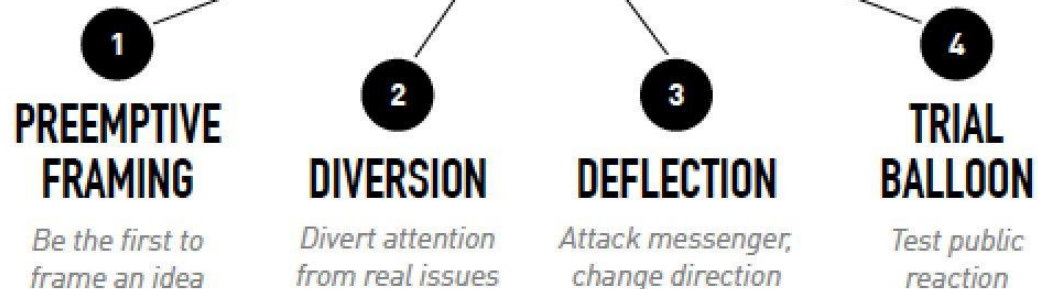 1
PREEMPTIVE
FRAMING
Be the first to
frame an idea
2
DIVERSION
Divert attention
from real issues
3
DEFLECTION
Attack messenger,
change direction
4
TRIAL
BALLOON
Test public
reaction